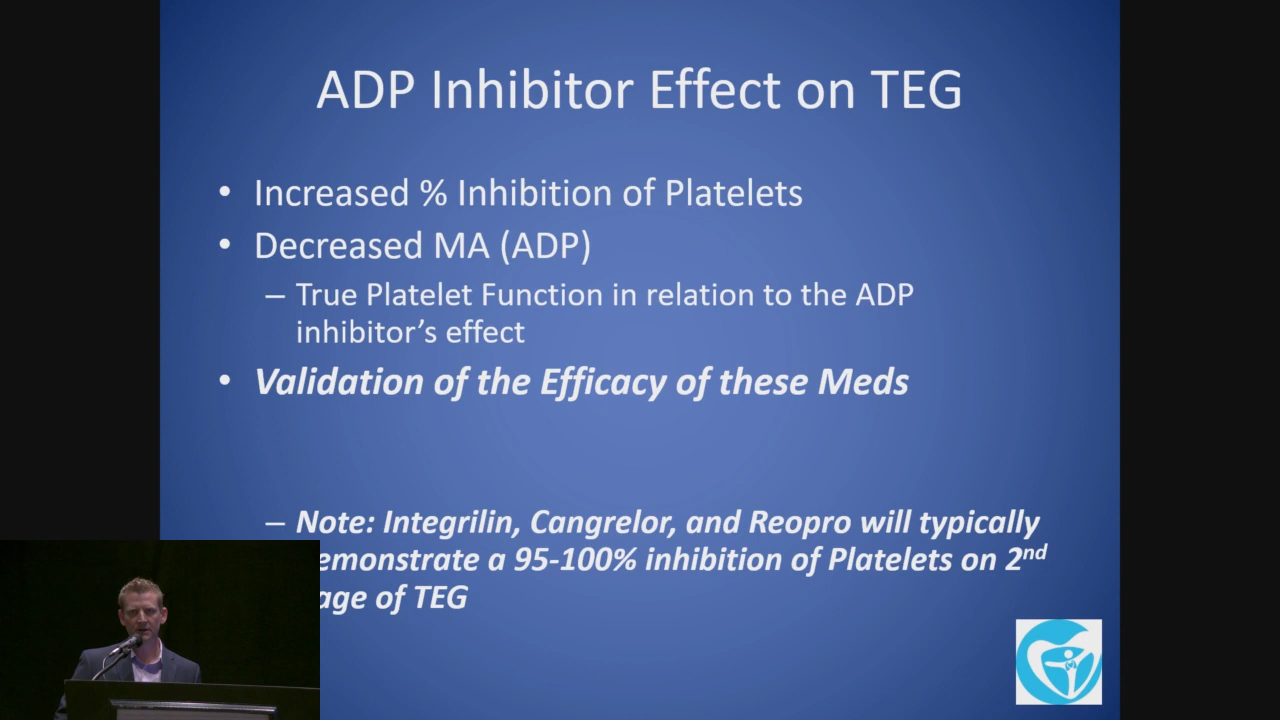 ADP Inhibitor Effect on TEG
• Increased % Inhibition of Platelets
• Decreased MA (ADP)
– True Platelet Function in relation to the ADP
inhibitor’s effect
• Validation of the Efficacy of these Meds
– Note: Integrilin, Cangrelor, and Reopro will typically
emonstrate a 95-100% inhibition of Platelets on 2nd
age of TEG